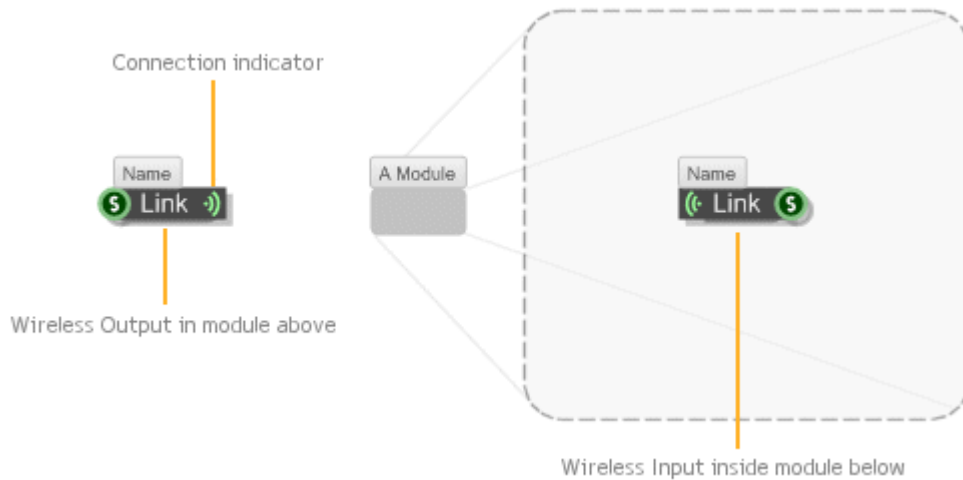 Connection indicator
Name
A Module
Name
S Link
Link S
Wireless Output in module above
Wireless Input inside module below